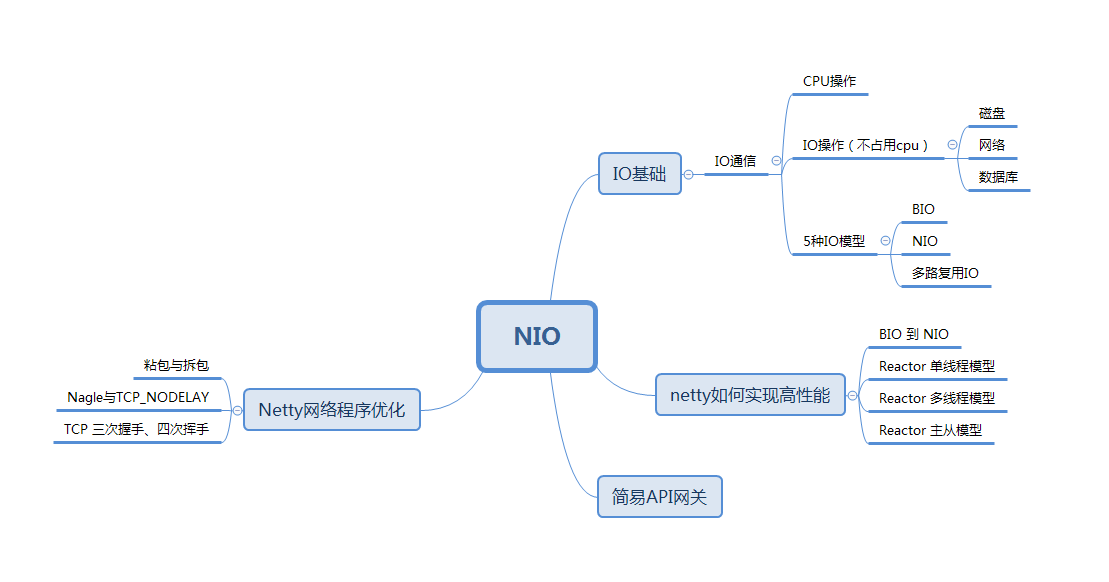 NIO
IO基础
IO通信
CPU操作
IO操作（不占用cpu）
磁盘
网络
数据库
5种IO模型
BIO
NIO
多路复用IO
netty如何实现高性能
BIO 到 NIO
Reactor 单线程模型
Reactor 多线程模型
Reactor 主从模型
简易API网关
Netty网络程序优化
粘包与拆包
Nagle与TCP_NODELAY
TCP 三次握手、四次挥手